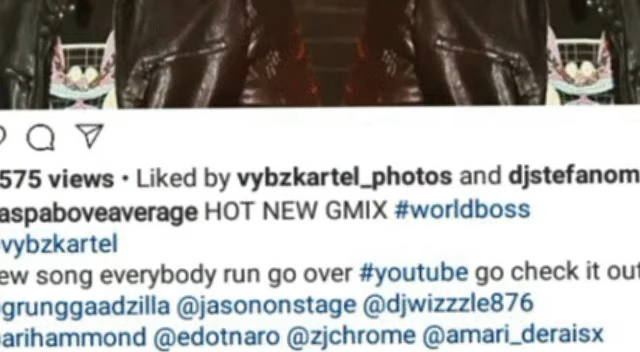 575 views • Liked by vybzkartel_photos and djstefanom
aspaboveaverage HOT NEW GMIX #worldboss
vybzkartel
ew song everybody run go over #youtube go check it out
grunggaadzilla @jasononstage @djwizzzle876
arihammond @edotnaro @zjchrome @amari_deraisx